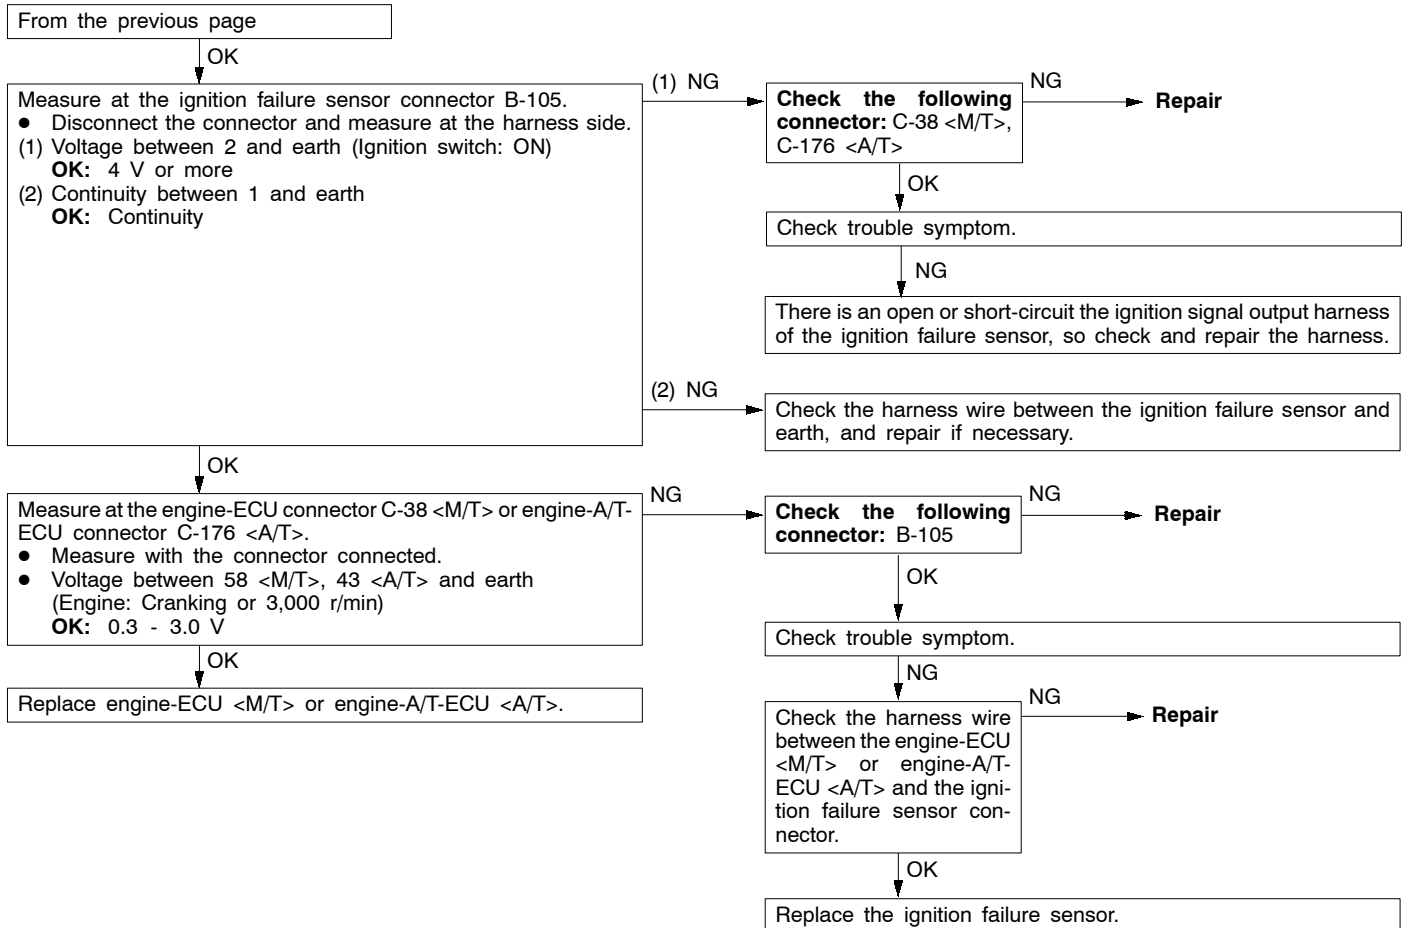 From the previous page
OK
Measure at the ignition failure sensor connector B-105.
● Disconnect the connector and measure at the harness side.
(1) Voltage between 2 and earth (Ignition switch: ON)
OK: 4 V or more
(2) Continuity between 1 and earth
OK: Continuity
(1) NG
Check the following
connector: C-38 <M/T>,
C-176 <A/T>
NG
Repair
OK
Check trouble symptom.
NG
There is an open or short-circuit the ignition signal output harness
of the ignition failure sensor, so check and repair the harness.
(2) NG
Check the harness wire between the ignition failure sensor and
earth, and repair if necessary.
OK
Measure at the engine-ECU connector C-38 <M/T> or engine-A/T-
ECU connector C-176 <A/T>.
● Measure with the connector connected.
● Voltage between 58 <M/T>, 43 <A/T> and earth
(Engine: Cranking or 3,000 r/min)
OK: 0.3 - 3.0 V
NG
Check the following
connector: B-105
NG
Repair
OK
Check trouble symptom.
NG
Check the harness wire
between the engine-ECU
<M/T> or engine-A/T-
ECU <A/T> and the igni-
tion failure sensor con-
nector.
NG
Repair
OK
Replace the ignition failure sensor.
OK
Replace engine-ECU <M/T> or engine-A/T-ECU <A/T>.